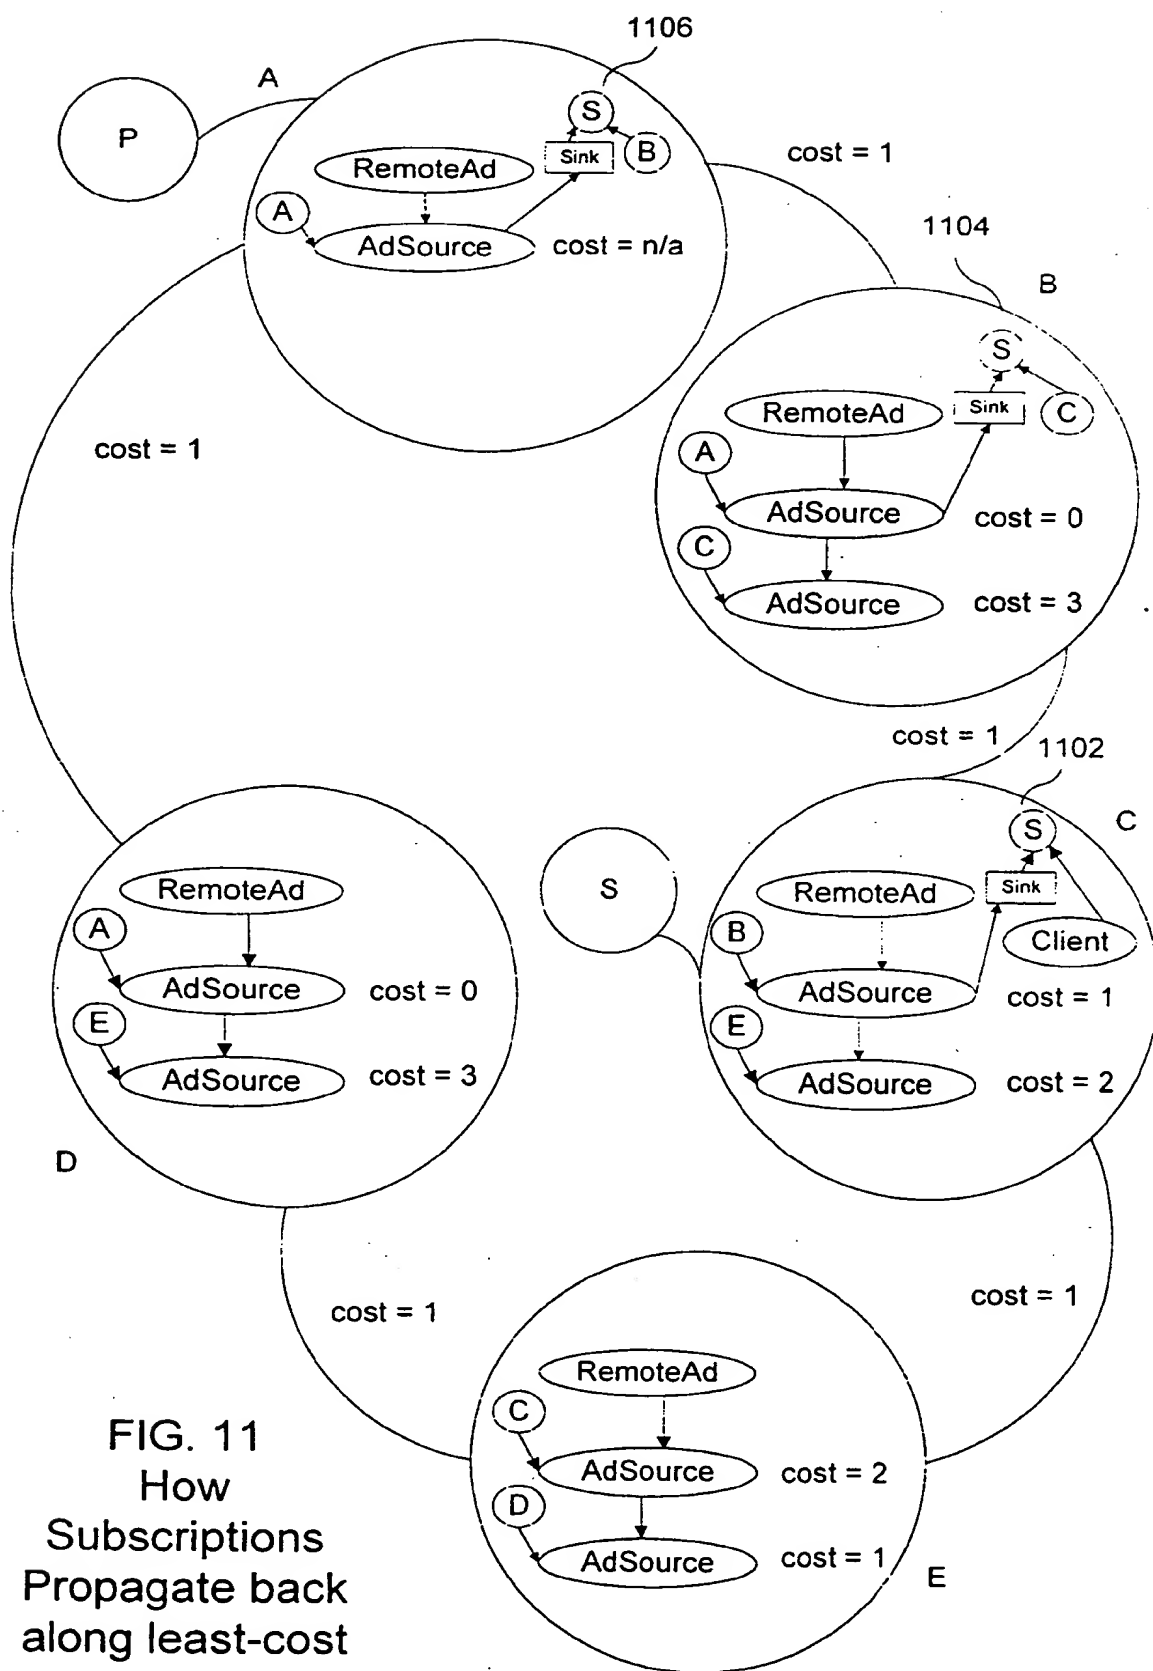 1106
A
P
S
Sink
B
RemoteAd
A
AdSource
cost = n/a
cost = 1
1104
B
S
RemoteAd
Sink
C
A
AdSource
cost = 0
C
AdSource
cost = 3
cost = 1
cost = 1
1102
C
S
S
RemoteAd
Sink
B
Client
AdSource
cost = 1
E
AdSource
cost = 2
RemoteAd
A
AdSource
cost = 0
E
AdSource
cost = 3
D
cost = 1
cost = 1
RemoteAd
C
AdSource
cost = 2
D
AdSource
cost = 1
E
FIG. 11
How
Subscriptions
Propagate back
along least-cost